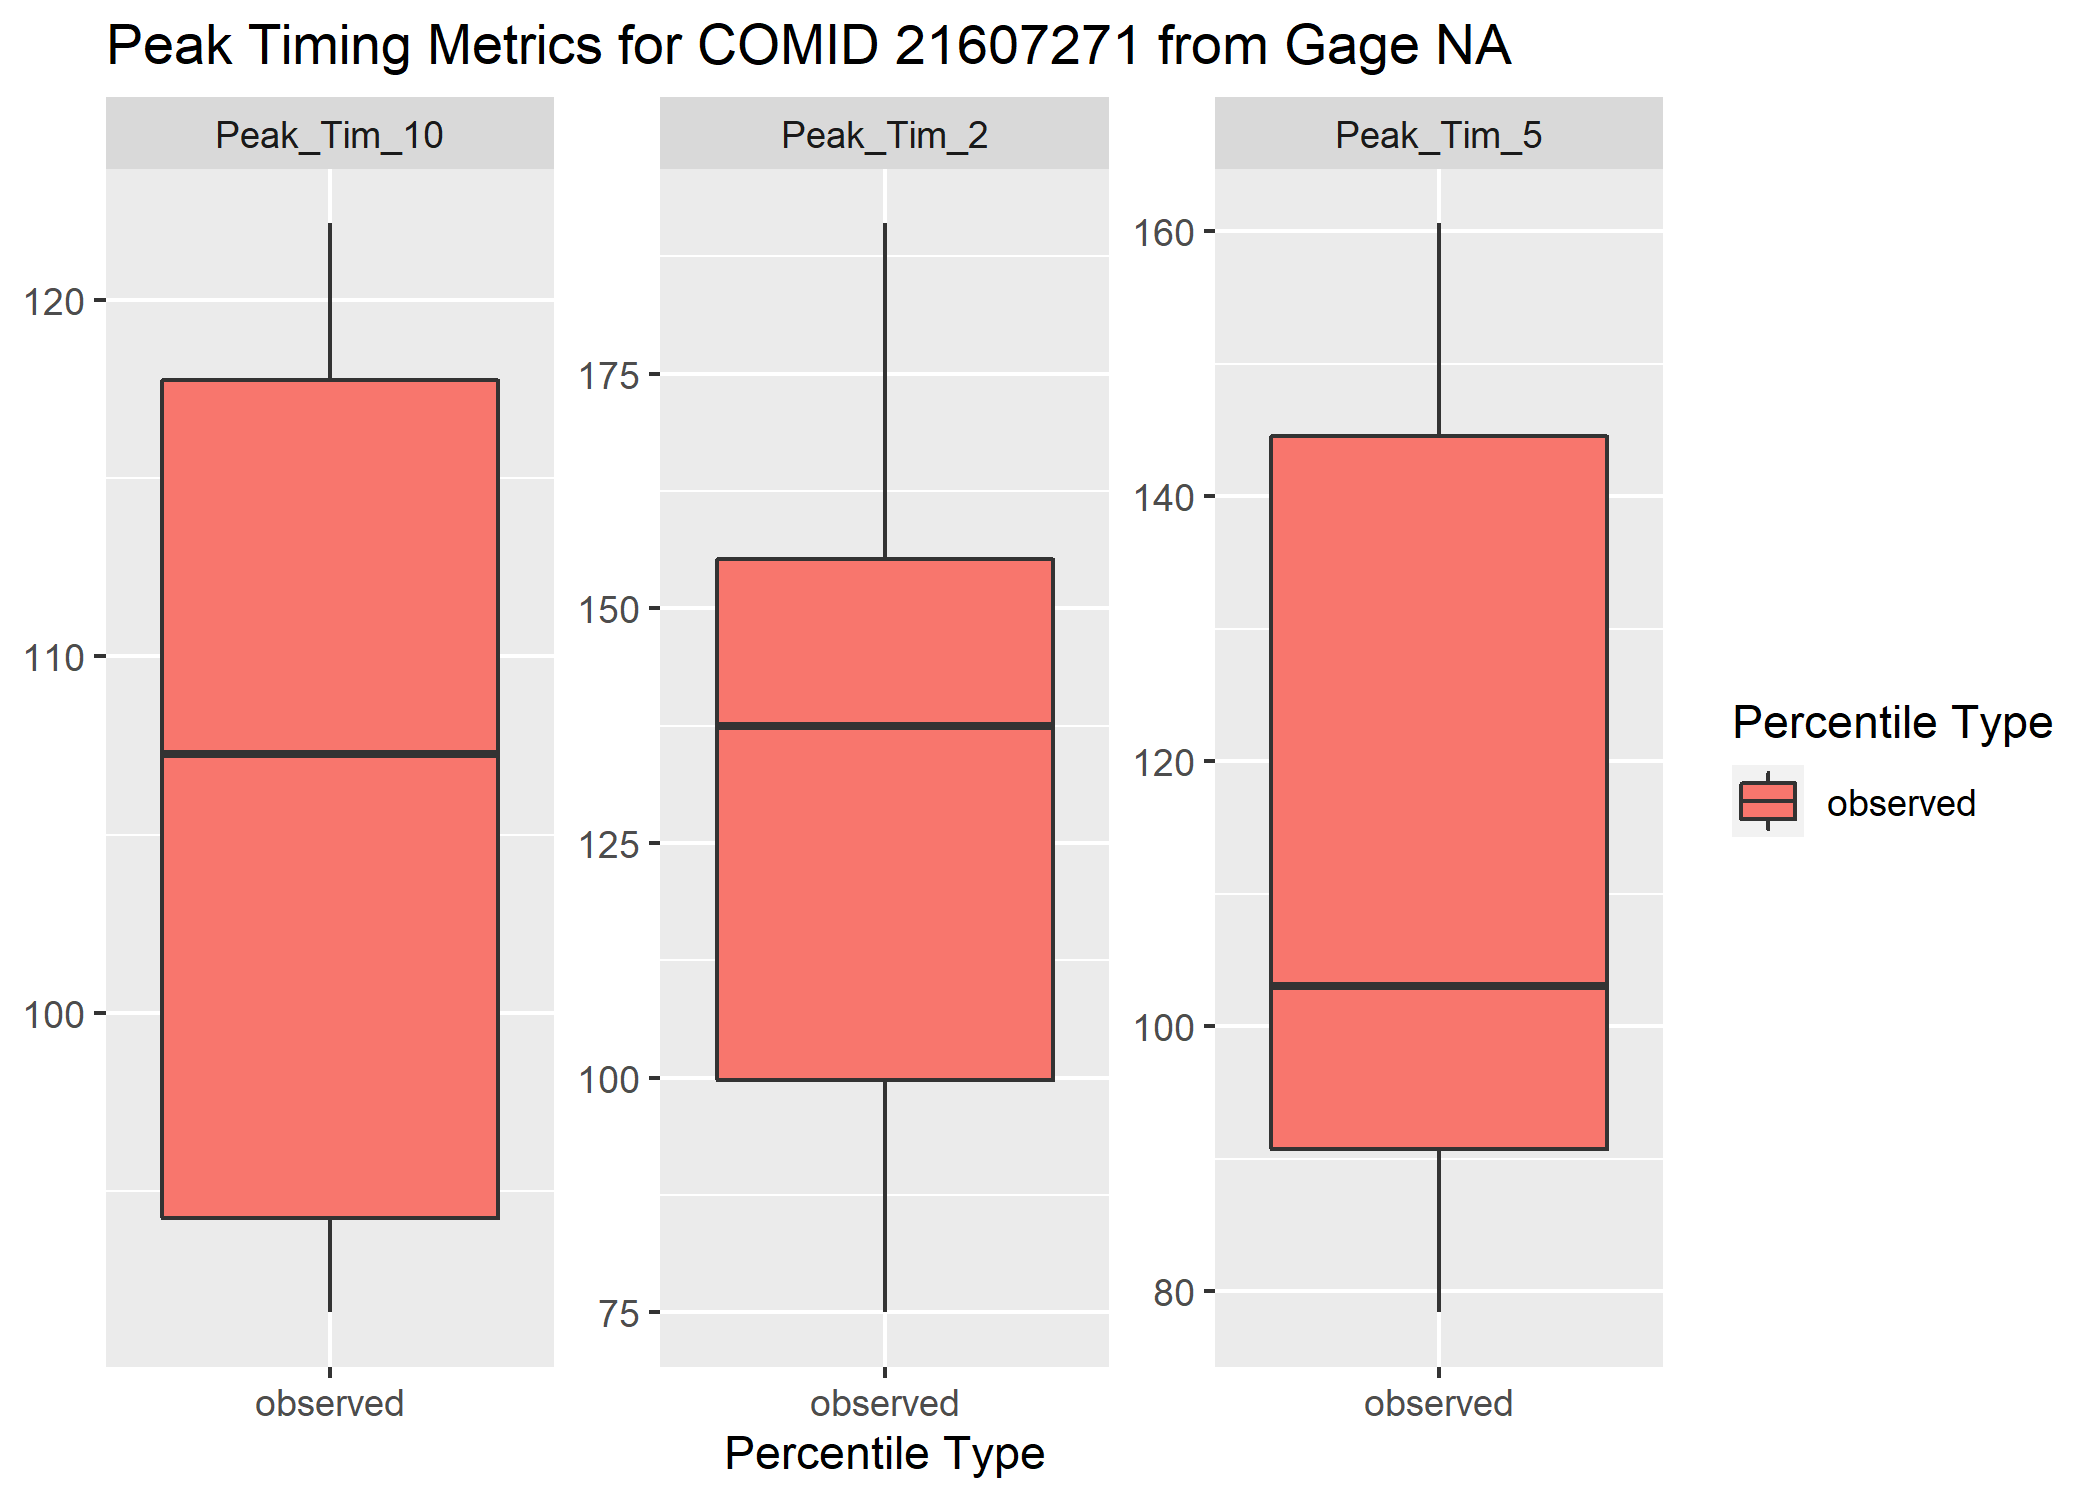 Peak Timing Metrics for COMID 21607271 from Gage NA
Peak_Tim_10
Peak_Tim_2
Peak_Tim_5
120
110
100
175
150
125
100
75
160
140
120
100
80
observed
observed
observed
Percentile Type
Percentile Type
observed